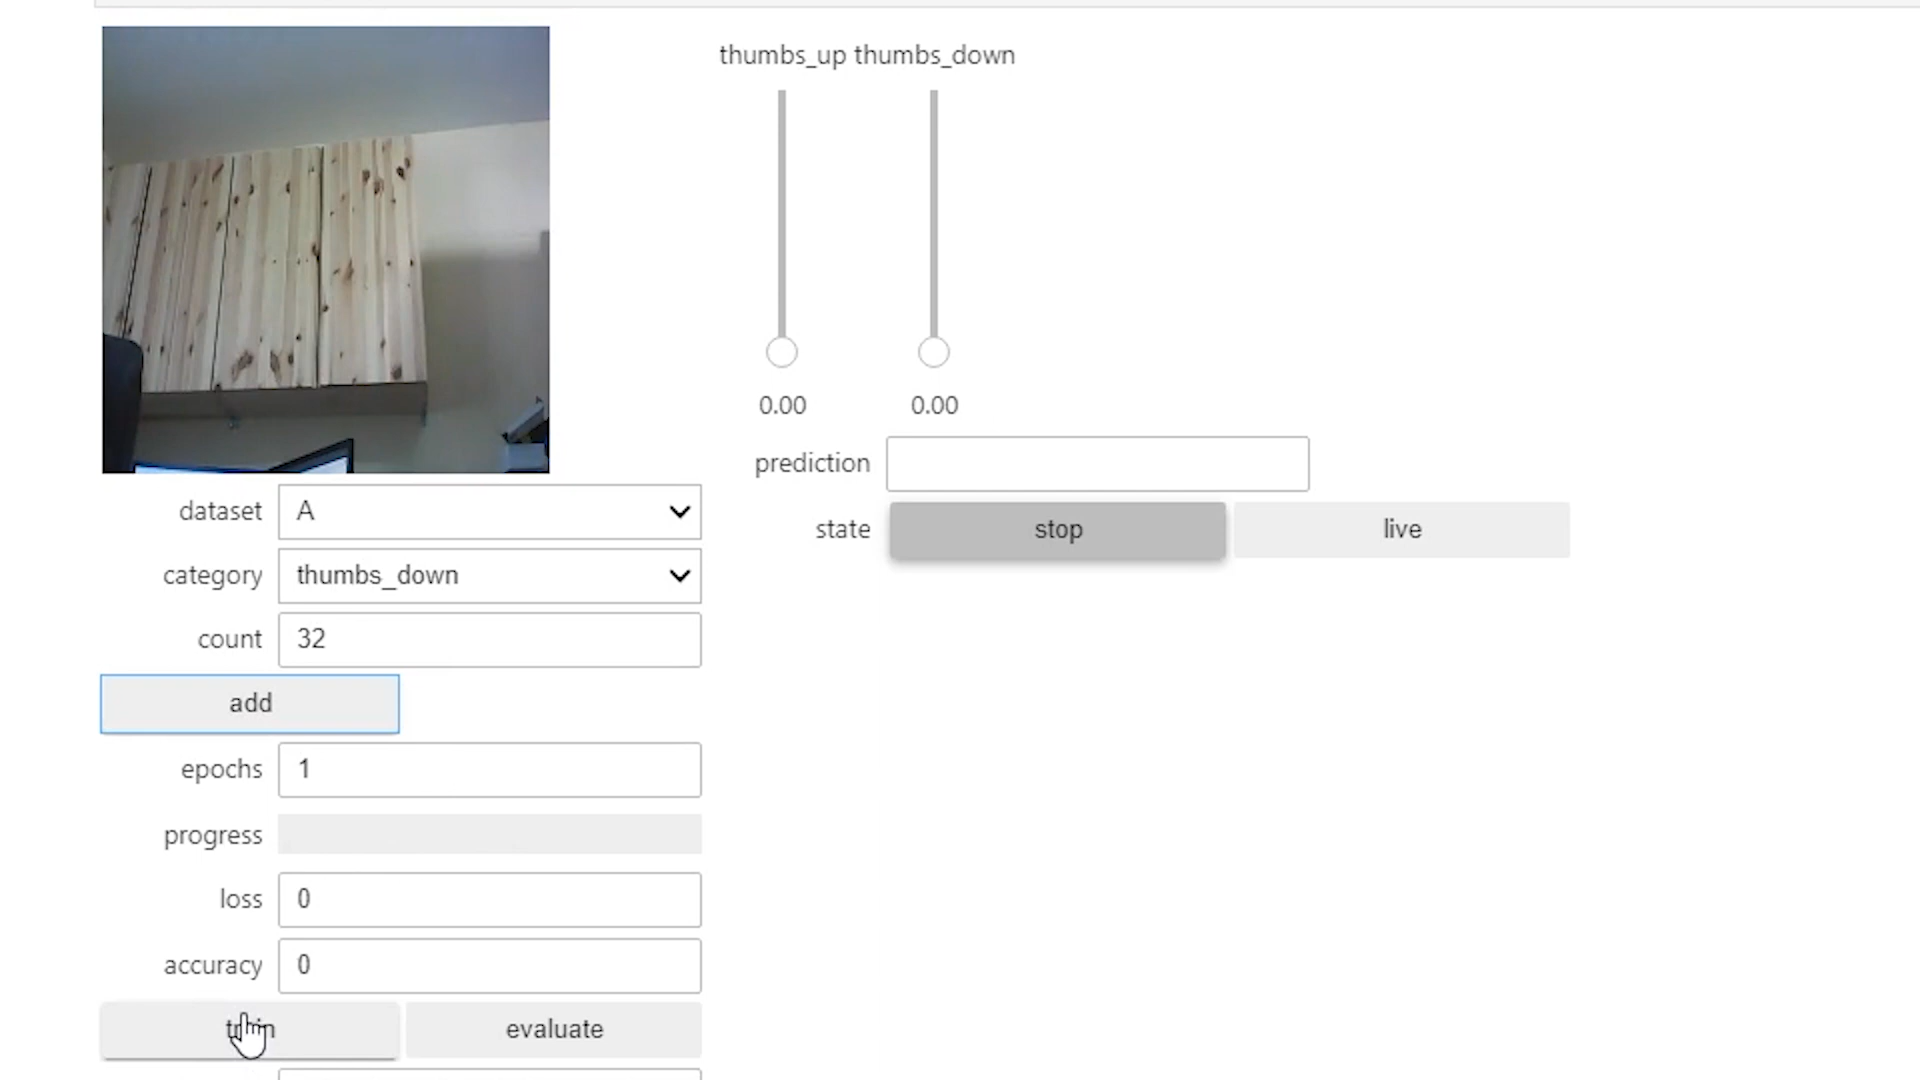 thumbs_up thumbs_down
0.00 0.00
prediction
state stop live
dataset A
category thumbs_down
count 32
add
epochs 1
progress
loss 0
accuracy 0
evaluate